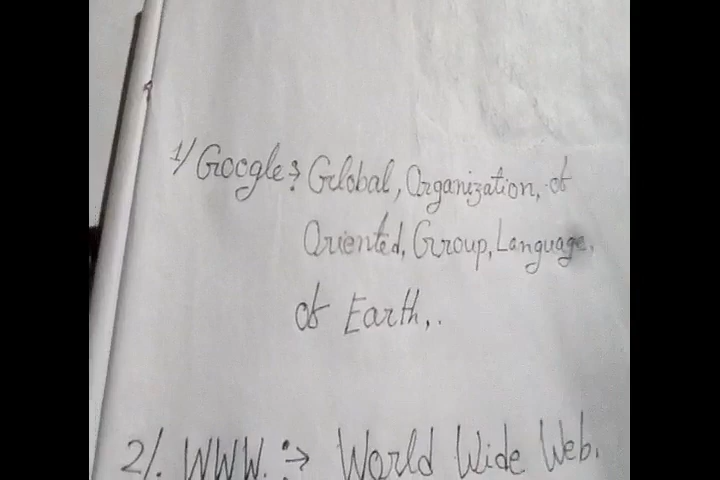 1/ Google : Global, Organization, of
Oriented, Group, Language,
of Earth,.
2/. WWW. :→ World Wide Web.